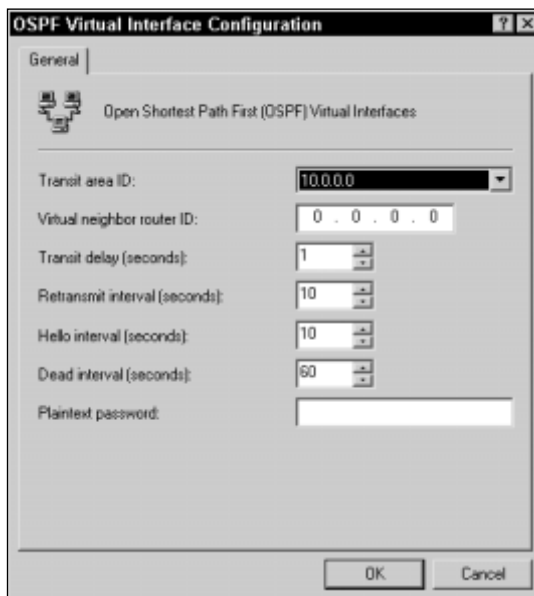 OSPF Virtual Interface Configuration
General
Open Shortest Path First (OSPF) Virtual Interfaces
Transit area ID: 10.0.0.0
Virtual neighbor router ID: 0 . 0 . 0 . 0
Transit delay (seconds): 1
Retransmit interval (seconds): 10
Hello interval (seconds): 10
Dead interval (seconds): 60
Plaintext password:
OK Cancel